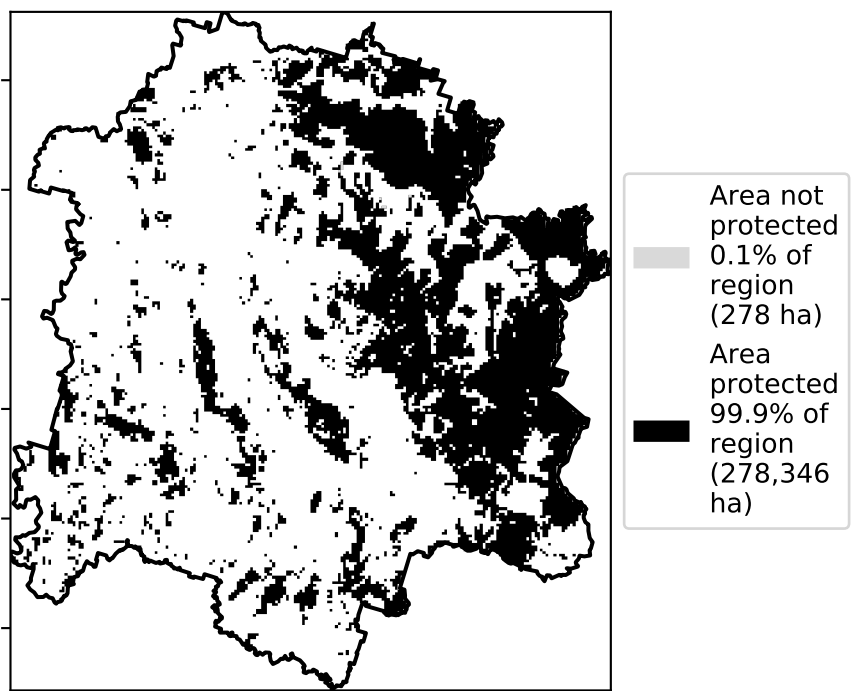 Area not
protected
0.1% of
region
(278 ha)
Area
protected
99.9% of
region
(278,346
ha)